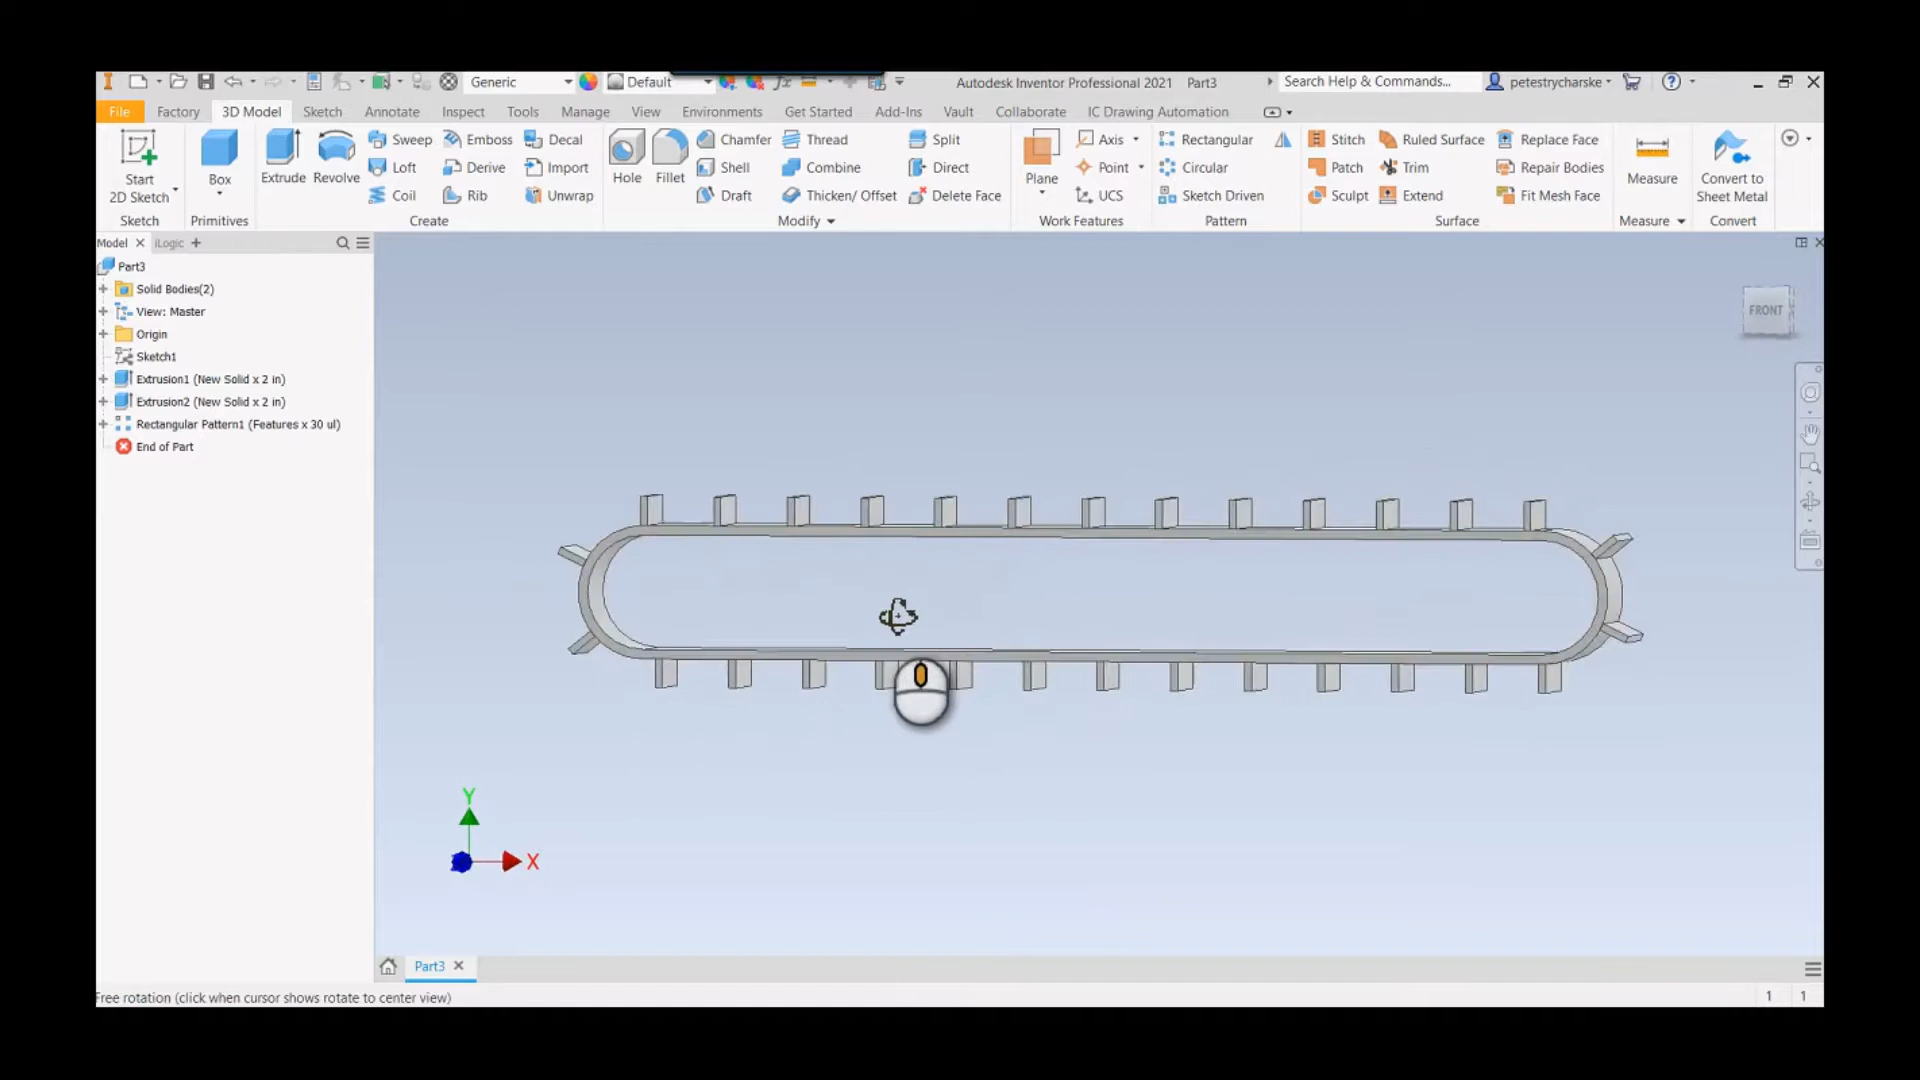 Generic Default Autodesk Inventor Professional 2021 Part3 Search Help & Commands... petestrycharske
File Factory 3D Model Sketch Annotate Inspect Tools Manage View Environments Get Started Add-Ins Vault Collaborate IC Drawing Automation
Sweep Emboss Decal Chamfer Thread Split Axis Rectangular Stitch Ruled Surface Replace Face
Start 2D Sketch Box Extrude Revolve Loft Derive Import Hole Fillet Shell Combine Direct Plane Point Circular Patch Trim Repair Bodies Measure Convert to Sheet Metal
Coil Rib Unwrap Draft Thicken/ Offset Delete Face UCS Sketch Driven Sculpt Extend Fit Mesh Face
Sketch Primitives Create Modify Work Features Pattern Surface Measure Convert
Model iLogic
Part3
Solid Bodies(2)
View: Master
Origin
Sketch1
Extrusion1 (New Solid x 2 in)
Extrusion2 (New Solid x 2 in)
Rectangular Pattern1 (Features x 30 ul)
End of Part
FRONT
Y
X
Part3
Free rotation (click when cursor shows rotate to center view)
1 1